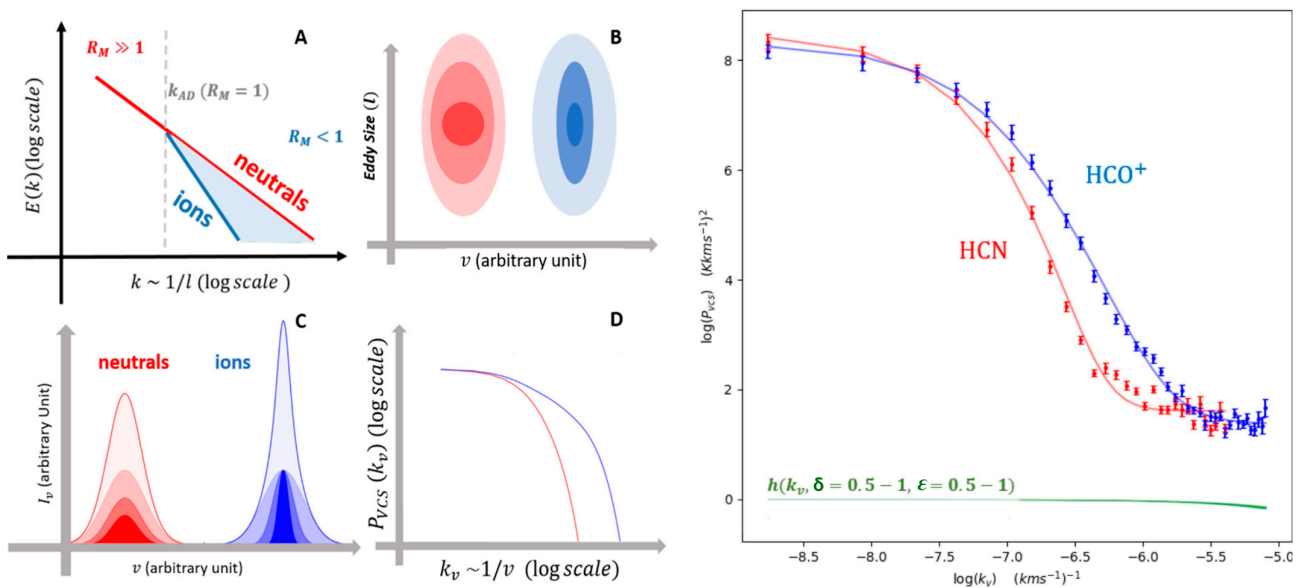 A
R_M ≫ 1
k_AD (R_M = 1)
R_M < 1
neutrals
ions
E(k)(log scale)
k ~ 1/l (log scale )
B
Eddy Size (l)
v (arbitrary unit)
C
neutrals
ions
I_v (arbitrary Unit)
v (arbitrary unit)
D
P_VCS (k_v) (log scale)
k_v ~1/v (log scale)
8
6
4
2
0
log(P_VCS) (Kkms⁻¹)²
HCO⁺
HCN
h(k_v, δ = 0.5 − 1, ε = 0.5 − 1)
−8.5 −8.0 −7.5 −7.0 −6.5 −6.0 −5.5 −5.0
log(k_v) (kms⁻¹)⁻¹